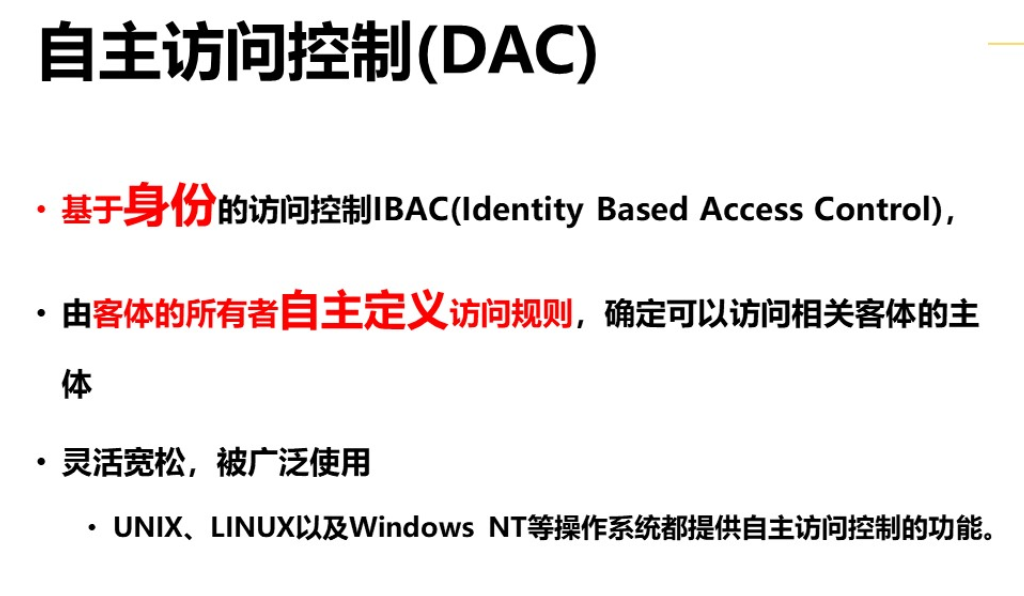 自主访问控制(DAC)
• 基于身份的访问控制IBAC(Identity Based Access Control)，
• 由客体的所有者自主定义访问规则，确定可以访问相关客体的主
体
• 灵活宽松，被广泛使用
• UNIX、LINUX以及Windows NT等操作系统都提供自主访问控制的功能。